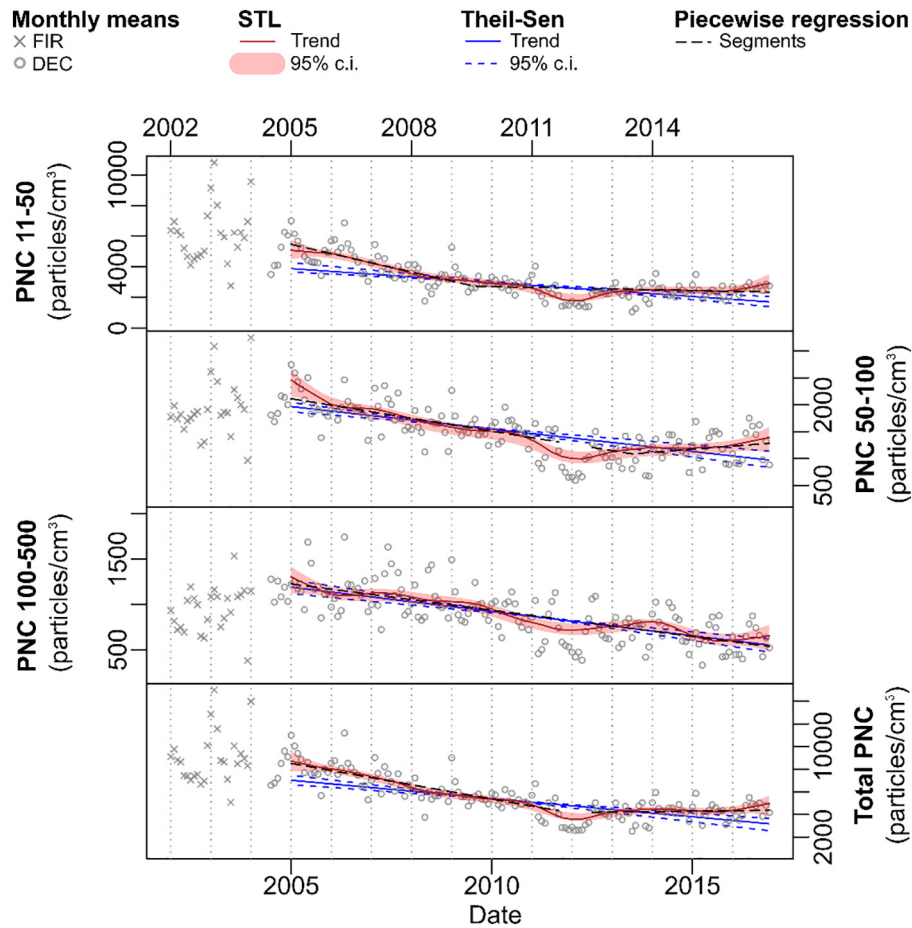 Monthly means STL Theil-Sen Piecewise regression
FIR Trend Trend Segments
DEC 95% c.i. 95% c.i.
2002 2005 2008 2011 2014
PNC 11-50
(particles/cm³)
0 4000 10000
PNC 50-100
(particles/cm³)
500 2000
PNC 100-500
(particles/cm³)
500 1500
Total PNC
(particles/cm³)
2000 10000
2005 2010 2015
Date